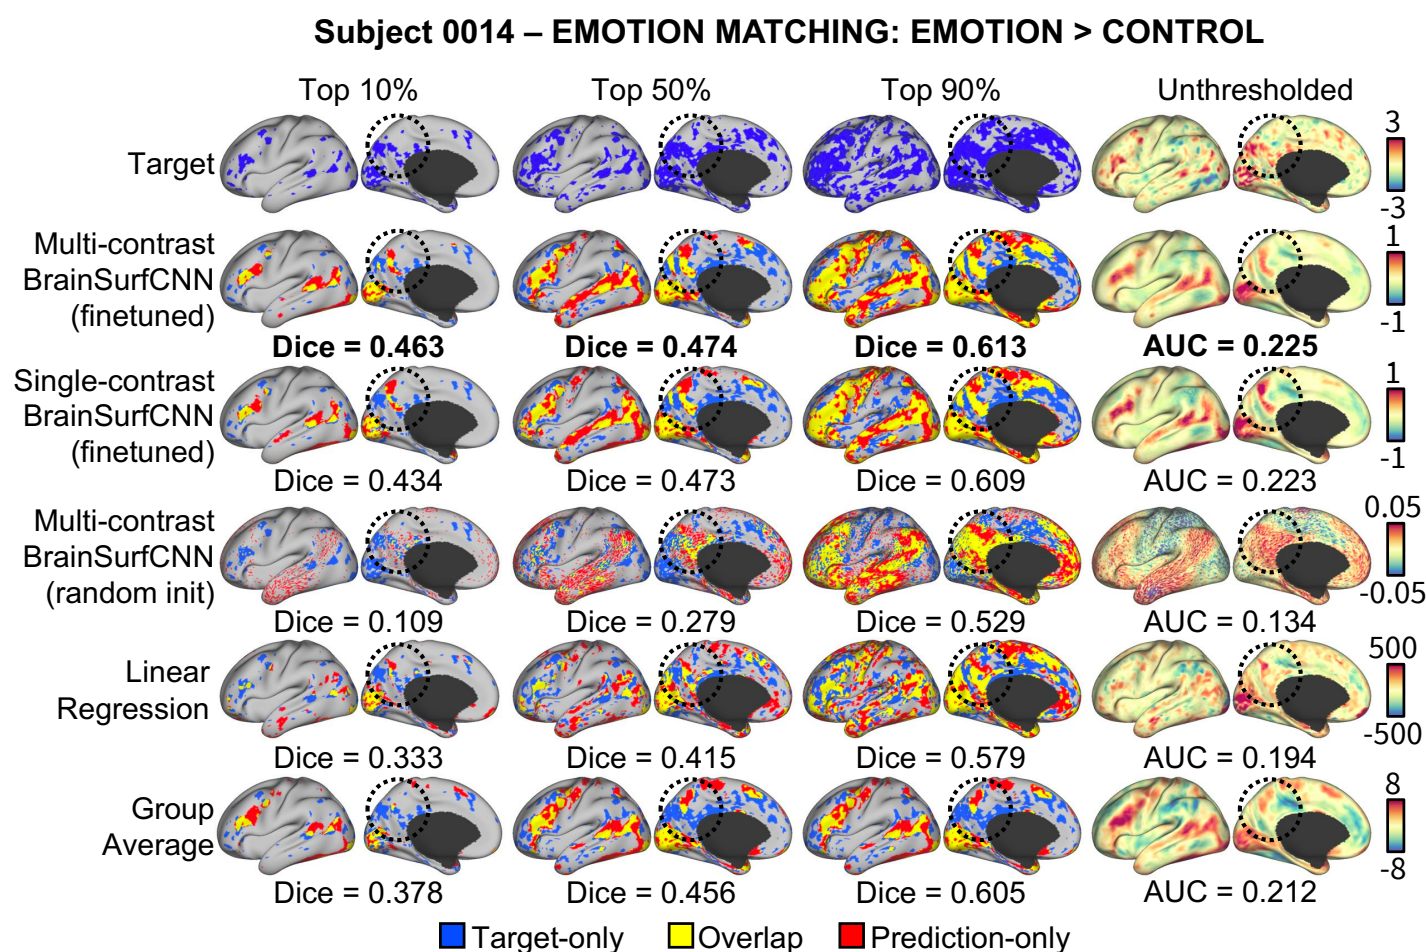 Subject 0014 – EMOTION MATCHING: EMOTION > CONTROL
Top 10% Top 50% Top 90% Unthresholded
Target
3
-3
Multi-contrast
BrainSurfCNN
(finetuned)
1
-1
Dice = 0.463 Dice = 0.474 Dice = 0.613 AUC = 0.225
Single-contrast
BrainSurfCNN
(finetuned)
1
-1
Dice = 0.434 Dice = 0.473 Dice = 0.609 AUC = 0.223
Multi-contrast
BrainSurfCNN
(random init)
0.05
-0.05
Dice = 0.109 Dice = 0.279 Dice = 0.529 AUC = 0.134
Linear
Regression
500
-500
Dice = 0.333 Dice = 0.415 Dice = 0.579 AUC = 0.194
Group
Average
8
-8
Dice = 0.378 Dice = 0.456 Dice = 0.605 AUC = 0.212
Target-only Overlap Prediction-only